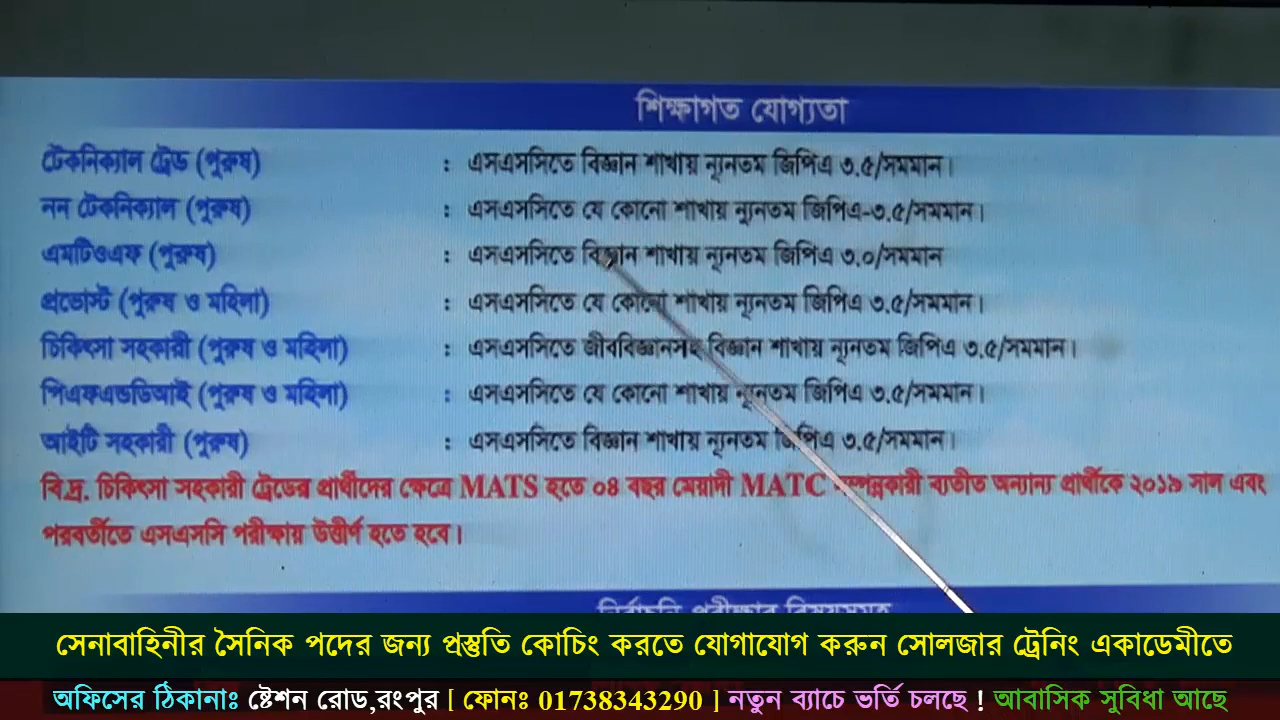 শিক্ষাগত যোগ্যতা
টেকনিক্যাল ট্রেড (পুরুষ) : এসএসসিতে বিজ্ঞান শাখায় ন্যূনতম জিপিএ ৩.৫/সমমান।
নন টেকনিক্যাল (পুরুষ) : এসএসসিতে যে কোনো শাখায় ন্যূনতম জিপিএ-৩.৫/সমমান।
এমটিওএফ (পুরুষ) : এসএসসিতে বিজ্ঞান শাখায় ন্যূনতম জিপিএ ৩.০/সমমান
প্রভোস্ট (পুরুষ ও মহিলা) : এসএসসিতে যে কোনো শাখায় ন্যূনতম জিপিএ ৩.৫/সমমান।
চিকিৎসা সহকারী (পুরুষ ও মহিলা) : এসএসসিতে জীববিজ্ঞানসহ বিজ্ঞান শাখায় ন্যূনতম জিপিএ ৩.৫/সমমান।
পিএফএন্ডডিআই (পুরুষ ও মহিলা) : এসএসসিতে যে কোনো শাখায় ন্যূনতম জিপিএ ৩.৫/সমমান।
আইটি সহকারী (পুরুষ) : এসএসসিতে বিজ্ঞান শাখায় ন্যূনতম জিপিএ ৩.৫/সমমান।
বি.দ্র. চিকিৎসা সহকারী ট্রেডের প্রার্থীদের ক্ষেত্রে MATS হতে ০৪ বছর মেয়াদী MATC সম্পন্নকারী ব্যতীত অন্যান্য প্রার্থীকে ২০১৯ সাল এবং
পরবর্তীতে এসএসসি পরীক্ষায় উত্তীর্ণ হতে হবে।
নির্বাচনি পরীক্ষার বিষয়সমূহ
সেনাবাহিনীর সৈনিক পদের জন্য প্রস্তুতি কোচিং করতে যোগাযোগ করুন সোলজার ট্রেনিং একাডেমীতে
অফিসের ঠিকানাঃ ষ্টেশন রোড,রংপুর [ ফোনঃ 01738343290 ] নতুন ব্যাচে ভর্তি চলছে ! আবাসিক সুবিধা আছে